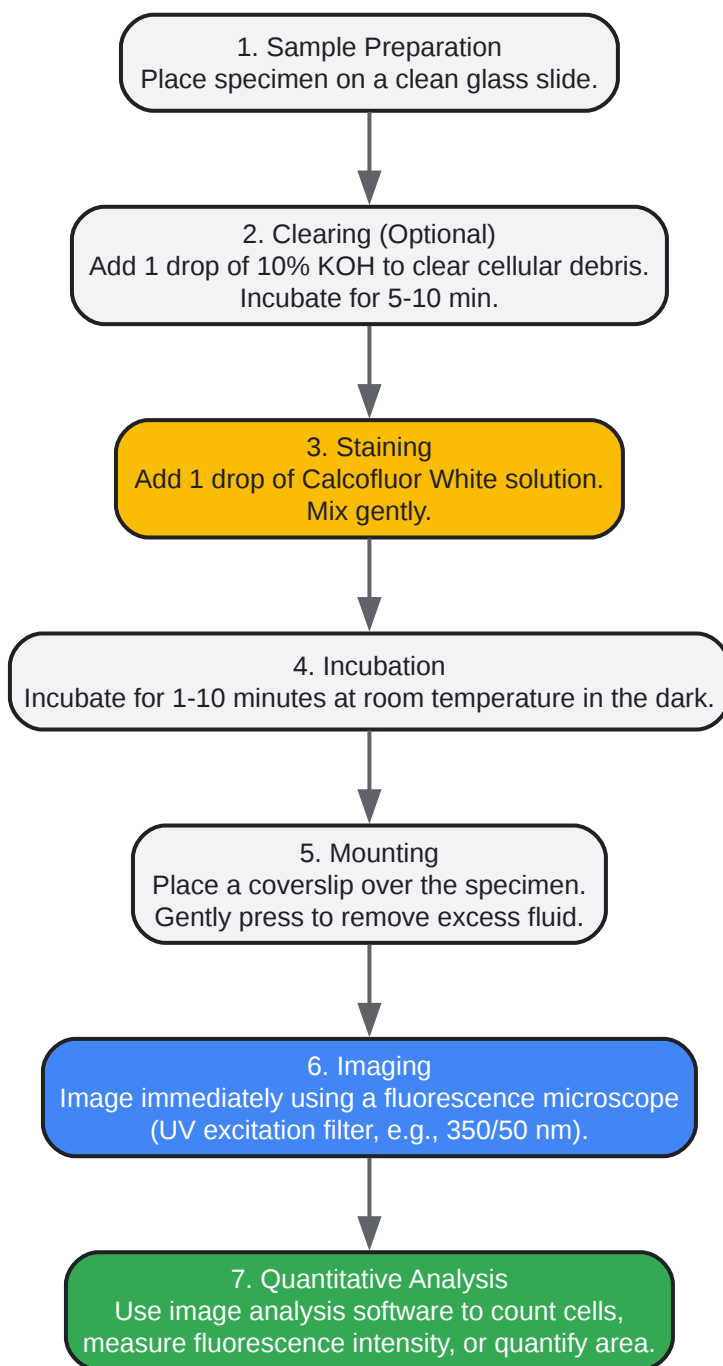 1. Sample Preparation
Place specimen on a clean glass slide.
2. Clearing (Optional)
Add 1 drop of 10% KOH to clear cellular debris.
Incubate for 5-10 min.
3. Staining
Add 1 drop of Calcofluor White solution.
Mix gently.
4. Incubation
Incubate for 1-10 minutes at room temperature in the dark.
5. Mounting
Place a coverslip over the specimen.
Gently press to remove excess fluid.
6. Imaging
Image immediately using a fluorescence microscope
(UV excitation filter, e.g., 350/50 nm).
7. Quantitative Analysis
Use image analysis software to count cells,
measure fluorescence intensity, or quantify area.